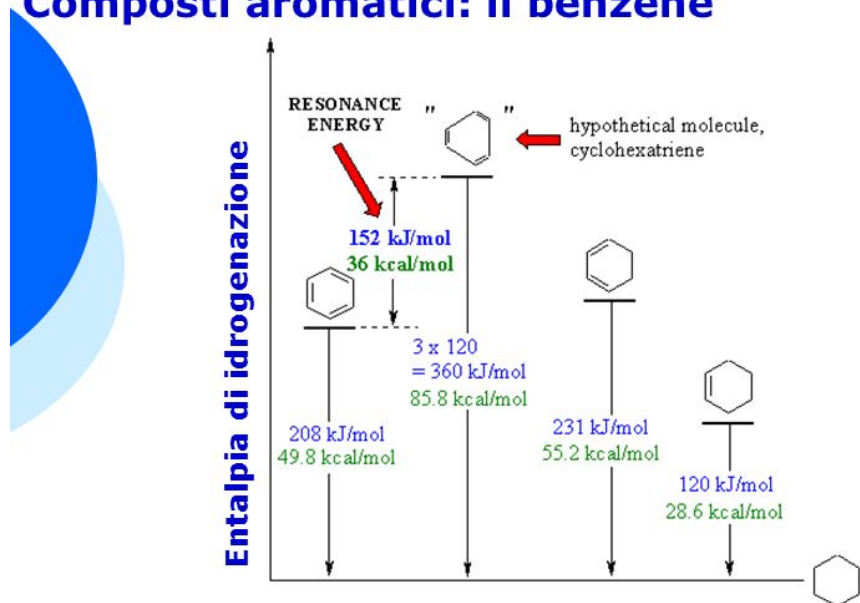 Composti aromatici: il benzene
RESONANCE
ENERGY
" "
hypothetical molecule,
cyclohexatriene
Entalpia di idrogenazione
152 kJ/mol
36 kcal/mol
3 x 120
= 360 kJ/mol
85.8 kcal/mol
208 kJ/mol
49.8 kcal/mol
231 kJ/mol
55.2 kcal/mol
120 kJ/mol
28.6 kcal/mol